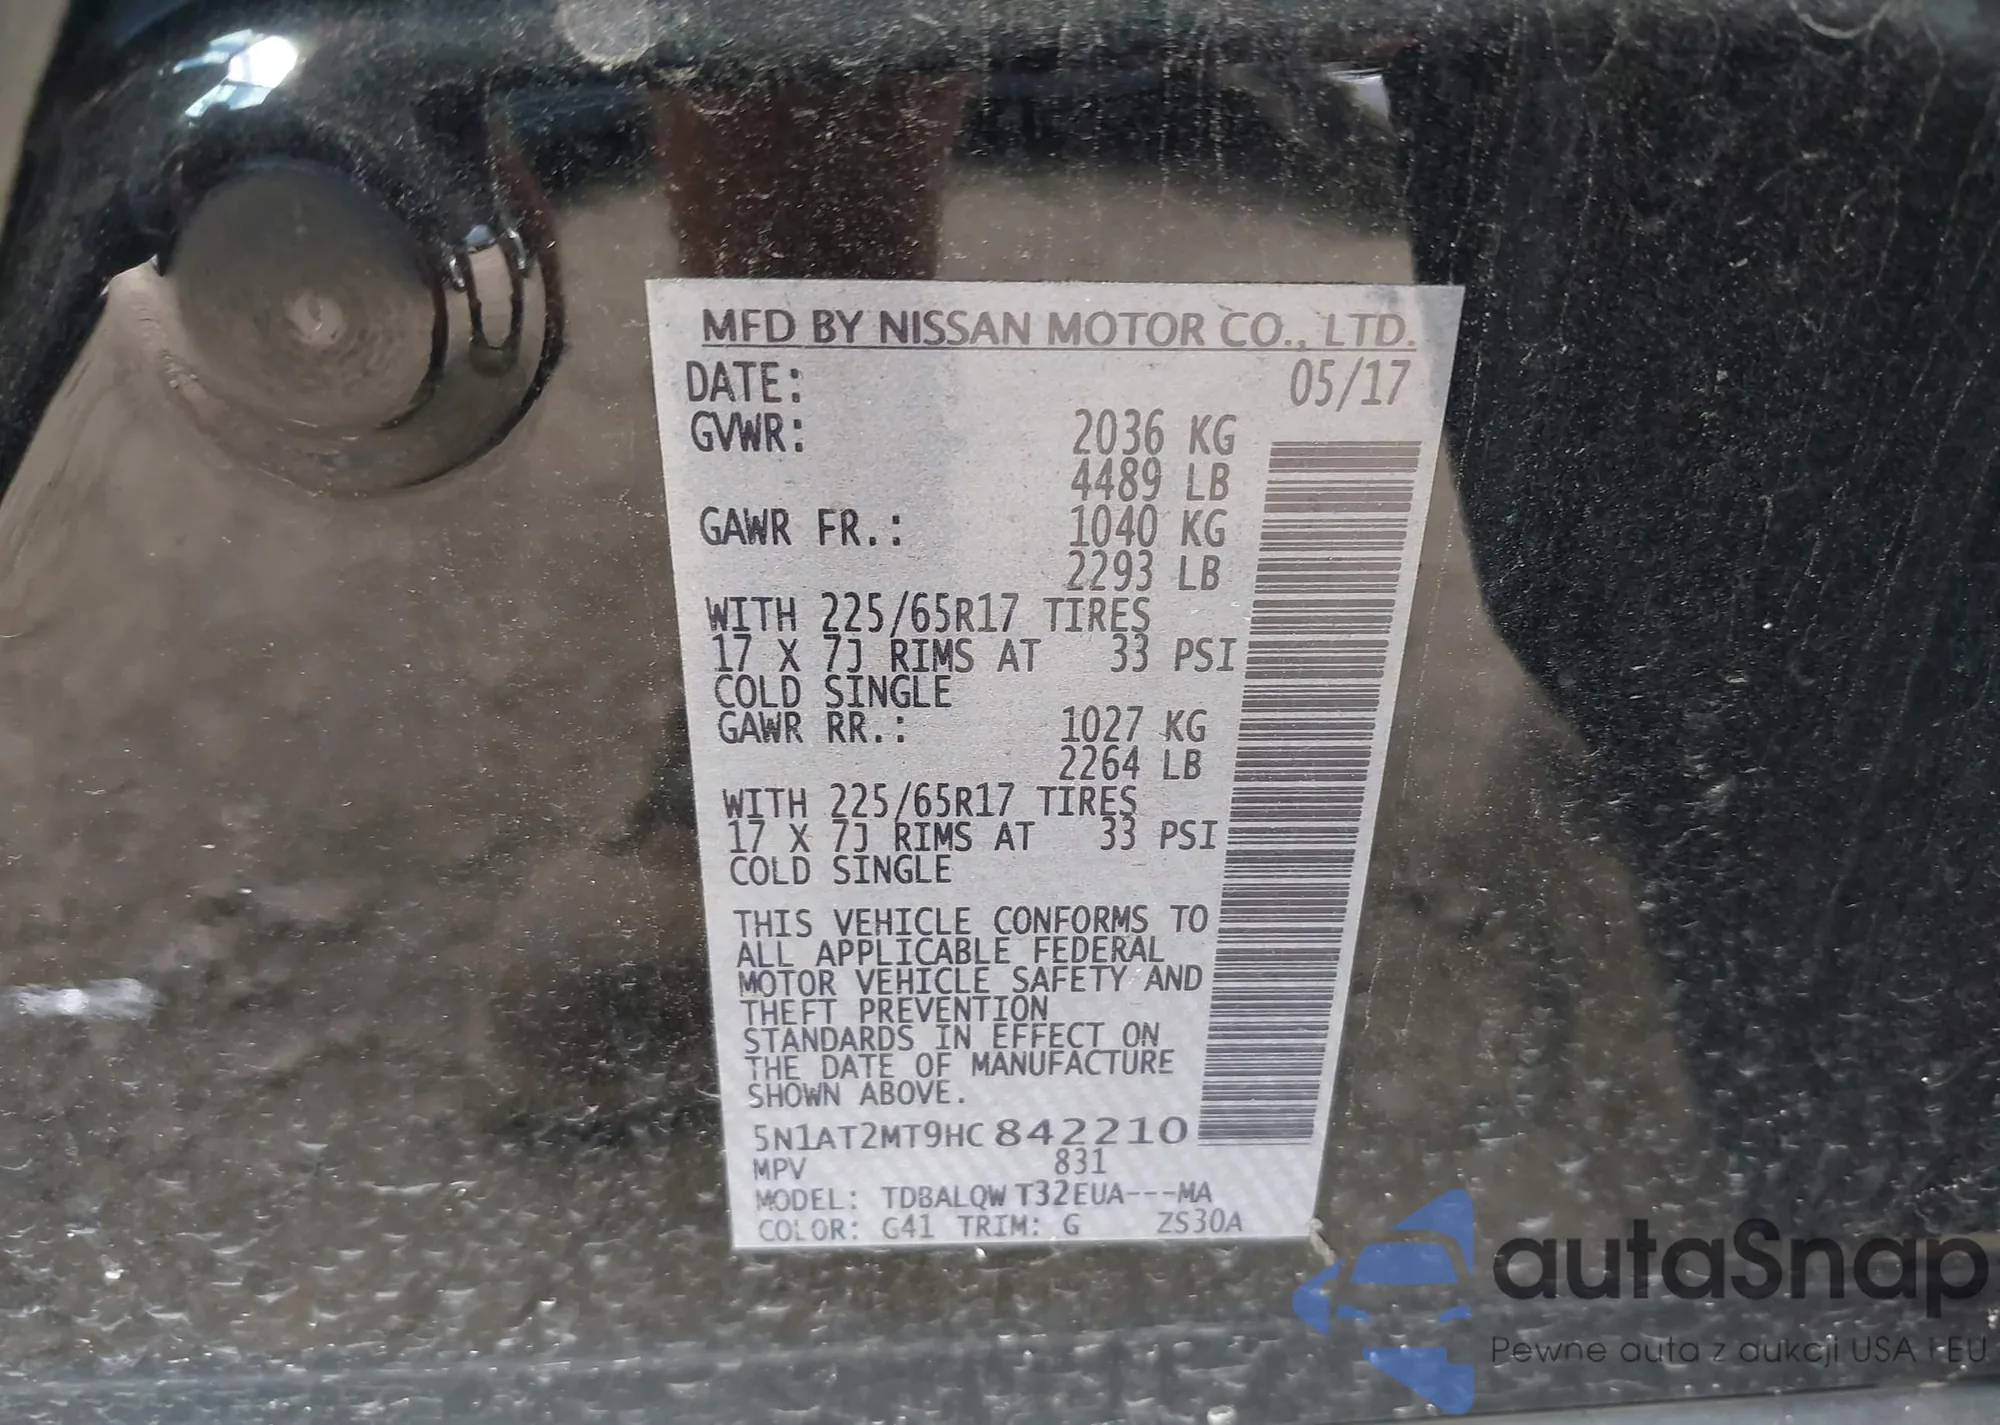 MFD BY NISSAN MOTOR CO., LTD.
DATE: 05/17
GVWR: 2036 KG
4489 LB
GAWR FR.: 1040 KG
2293 LB
WITH 225/65R17 TIRES
17 X 7J RIMS AT 33 PSI
COLD SINGLE
GAWR RR.: 1027 KG
2264 LB
WITH 225/65R17 TIRES
17 X 7J RIMS AT 33 PSI
COLD SINGLE
THIS VEHICLE CONFORMS TO
ALL APPLICABLE FEDERAL
MOTOR VEHICLE SAFETY AND
THEFT PREVENTION
STANDARDS IN EFFECT ON
THE DATE OF MANUFACTURE
SHOWN ABOVE.
5N1AT2MT9HC842210
MPV 831
MODEL: TDBALQW T32EUA---MA
COLOR: G41 TRIM: G ZS30A
autaSnap
Pewne auta z aukcji USA i EU